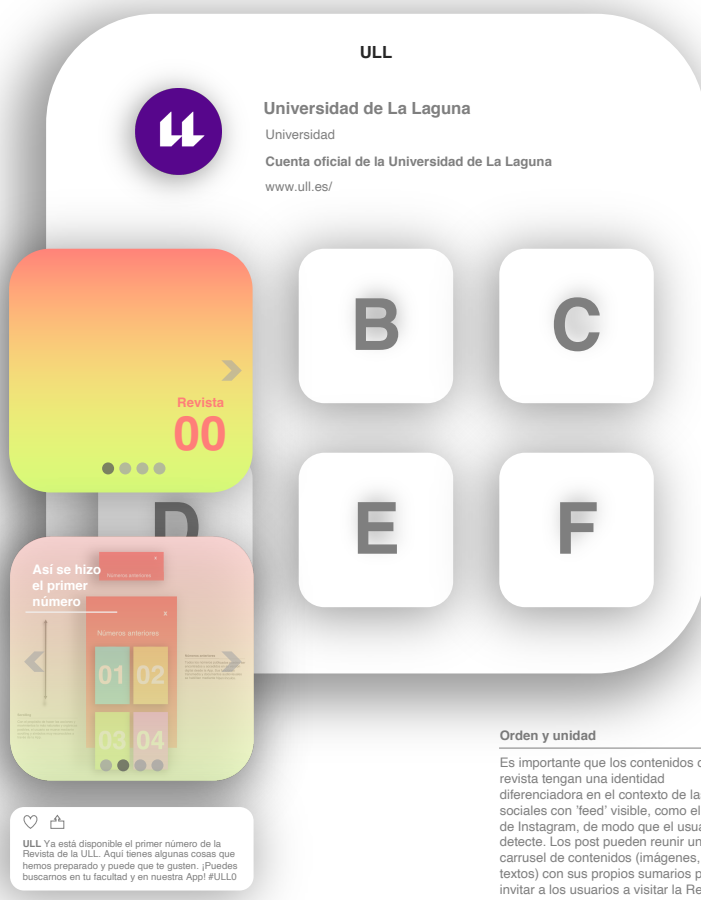 ULL
Universidad de La Laguna
Universidad
Cuenta oficial de la Universidad de La Laguna
www.ull.es/
B
C
Revista
00
D
E
F
Así se hizo
el primer
número
Números anteriores
Números anteriores
01
02
03
04
ULL Ya está disponible el primer número de la
Revista de la ULL. Aquí tienes algunas cosas que
hemos preparado y puede que te gusten. ¡Puedes
buscarnos en tu facultad y en nuestra App! #ULL0
Orden y unidad
Es importante que los contenidos
revista tengan una identidad
diferenciadora en el contexto de la
sociales con 'feed' visible, como el
de Instagram, de modo que el
detecte. Los post pueden reunir
carrusel de contenidos (imágenes,
textos) con sus propios sumarios
invitar a los usuarios a visitar la